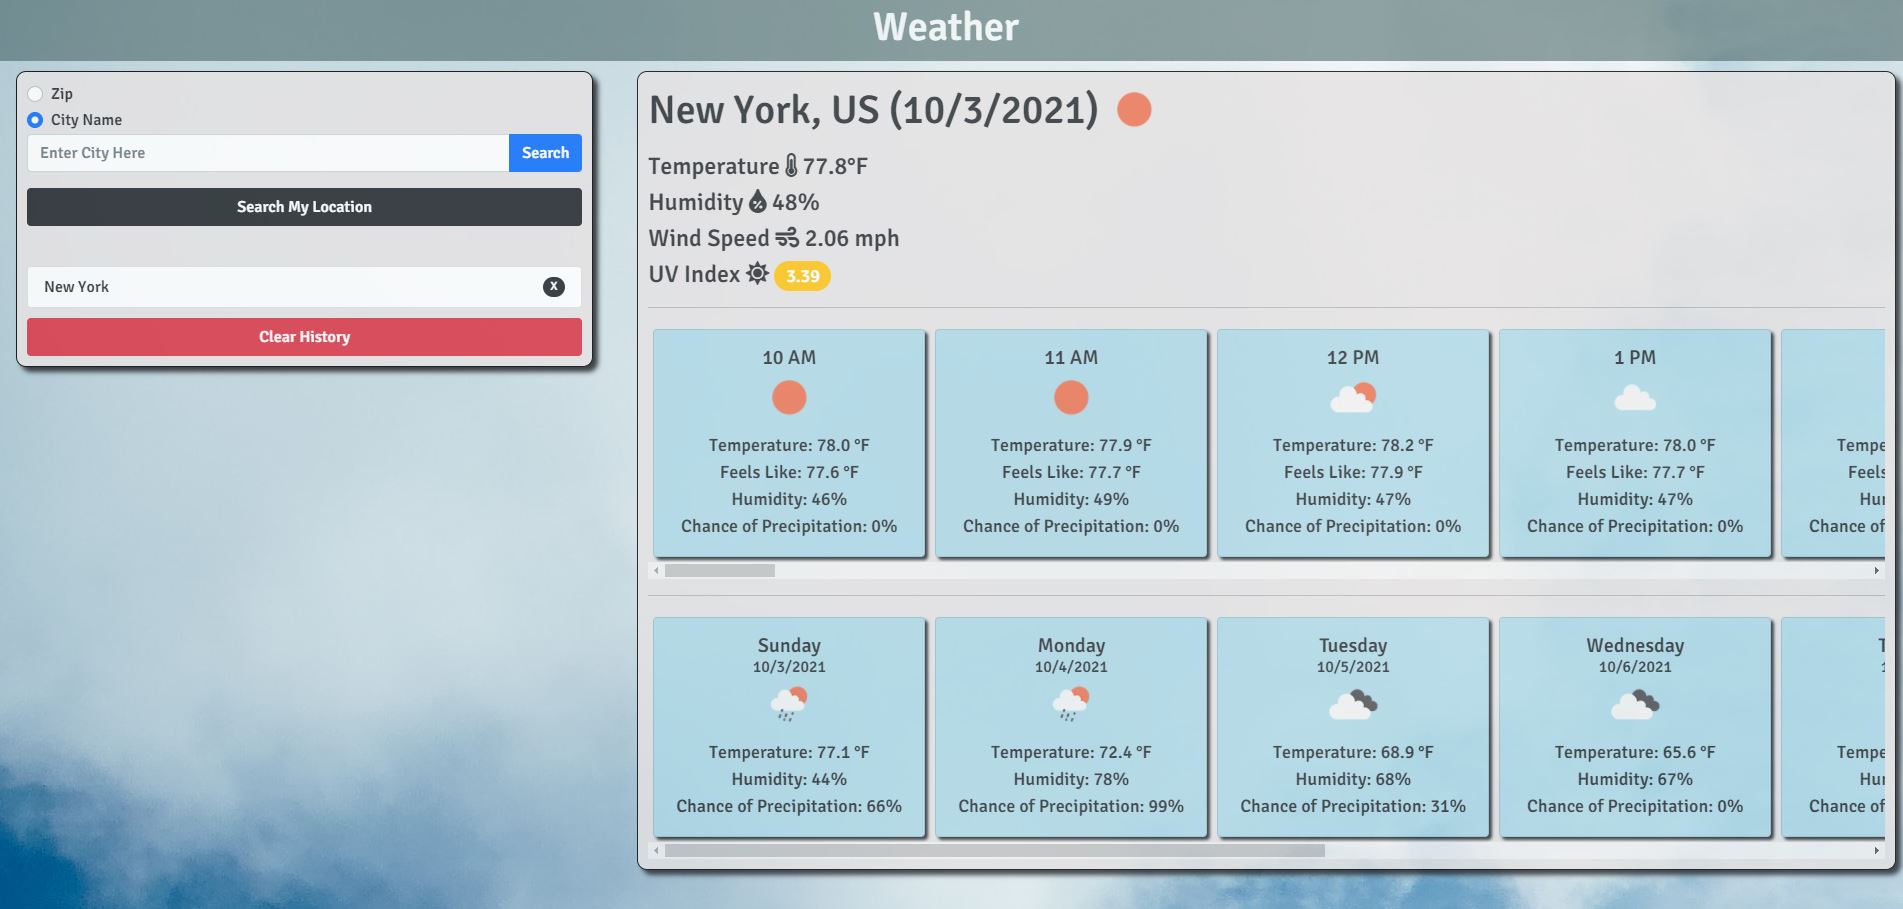 Weather
Zip
City Name
Enter City Here
Search
Search My Location
New York
X
Clear History
New York, US (10/3/2021)
Temperature 77.8°F
Humidity 48%
Wind Speed 2.06 mph
UV Index 3.39
10 AM
Temperature: 78.0 °F
Feels Like: 77.6 °F
Humidity: 46%
Chance of Precipitation: 0%
11 AM
Temperature: 77.9 °F
Feels Like: 77.7 °F
Humidity: 49%
Chance of Precipitation: 0%
12 PM
Temperature: 78.2 °F
Feels Like: 77.9 °F
Humidity: 47%
Chance of Precipitation: 0%
1 PM
Temperature: 78.0 °F
Feels Like: 77.7 °F
Humidity: 47%
Chance of Precipitation: 0%
Chance of
Sunday
10/3/2021
Temperature: 77.1 °F
Humidity: 44%
Chance of Precipitation: 66%
Monday
10/4/2021
Temperature: 72.4 °F
Humidity: 78%
Chance of Precipitation: 99%
Tuesday
10/5/2021
Temperature: 68.9 °F
Humidity: 68%
Chance of Precipitation: 31%
Wednesday
10/6/2021
Temperature: 65.6 °F
Humidity: 67%
Chance of Precipitation: 0%
Chance of